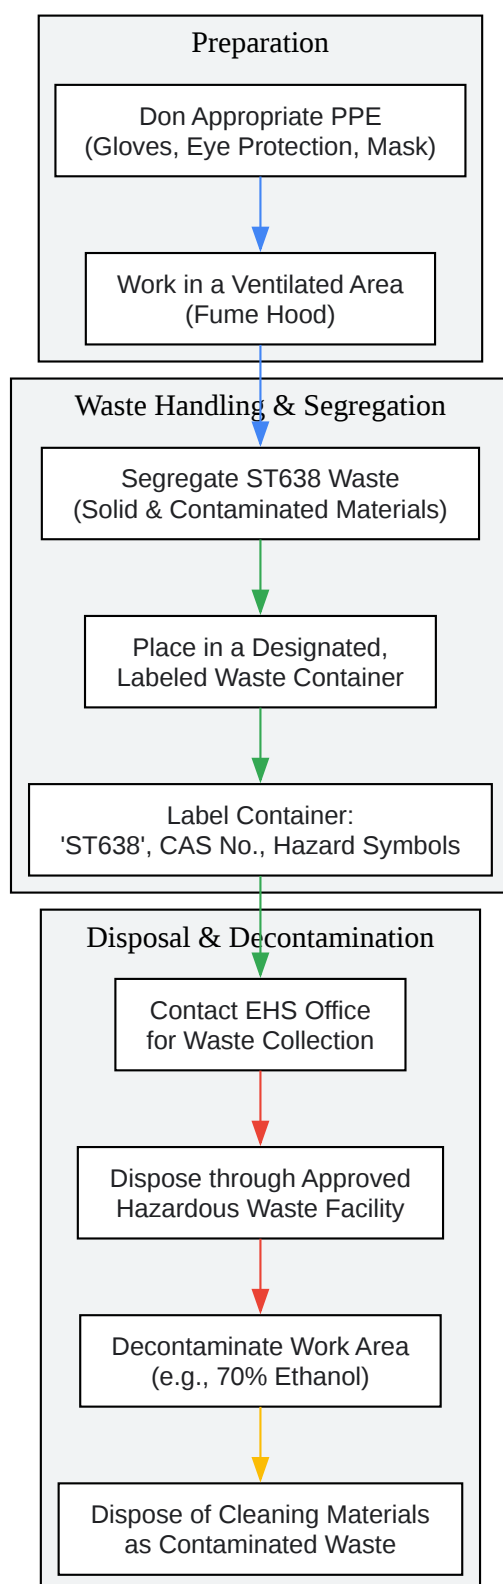 Preparation
Don Appropriate PPE
(Gloves, Eye Protection, Mask)
Work in a Ventilated Area
(Fume Hood)
Waste Handling & Segregation
Segregate ST638 Waste
(Solid & Contaminated Materials)
Place in a Designated,
Labeled Waste Container
Label Container:
'ST638', CAS No., Hazard Symbols
Disposal & Decontamination
Contact EHS Office
for Waste Collection
Dispose through Approved
Hazardous Waste Facility
Decontaminate Work Area
(e.g., 70% Ethanol)
Dispose of Cleaning Materials
as Contaminated Waste